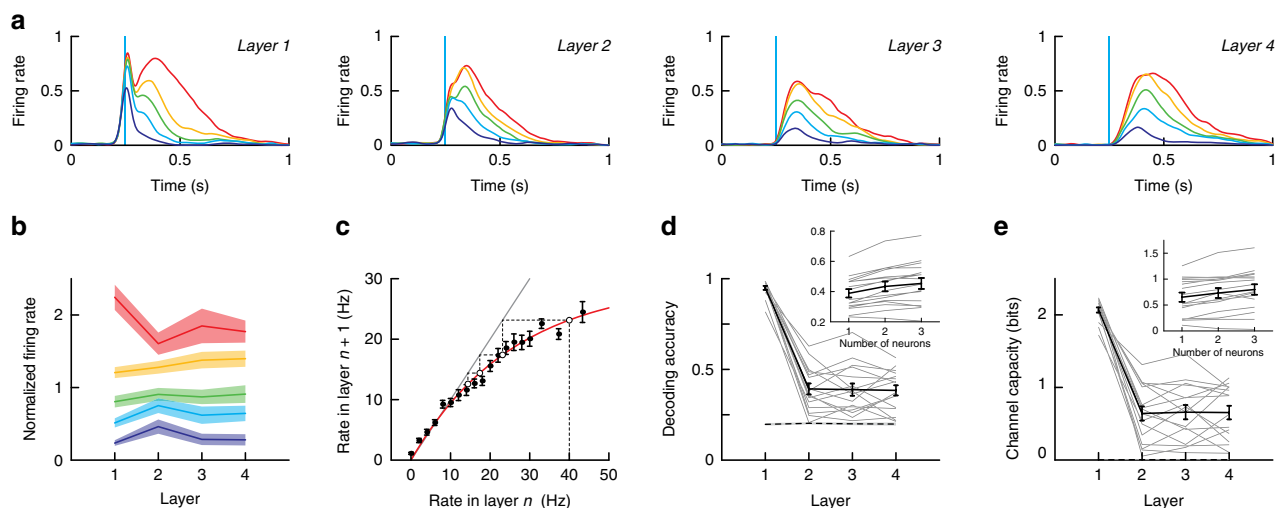 a
Layer 1
Layer 2
Layer 3
Layer 4
Firing rate
Firing rate
Firing rate
Firing rate
1
0.5
0
1
0.5
0
1
0.5
0
1
0.5
0
0 0.5 1
0 0.5 1
0 0.5 1
0 0.5 1
Time (s)
Time (s)
Time (s)
Time (s)
b
Normalized firing rate
2
1
0
1 2 3 4
Layer
c
Rate in layer n + 1 (Hz)
30
20
10
0
0 10 20 30 40 50
Rate in layer n (Hz)
d
Decoding accuracy
1
0.5
0
1 2 3 4
Layer
0.8
0.6
0.4
0.2
1 2 3
Number of neurons
e
Channel capacity (bits)
2
1
0
1 2 3 4
Layer
1.5
1
0.5
0
1 2 3
Number of neurons